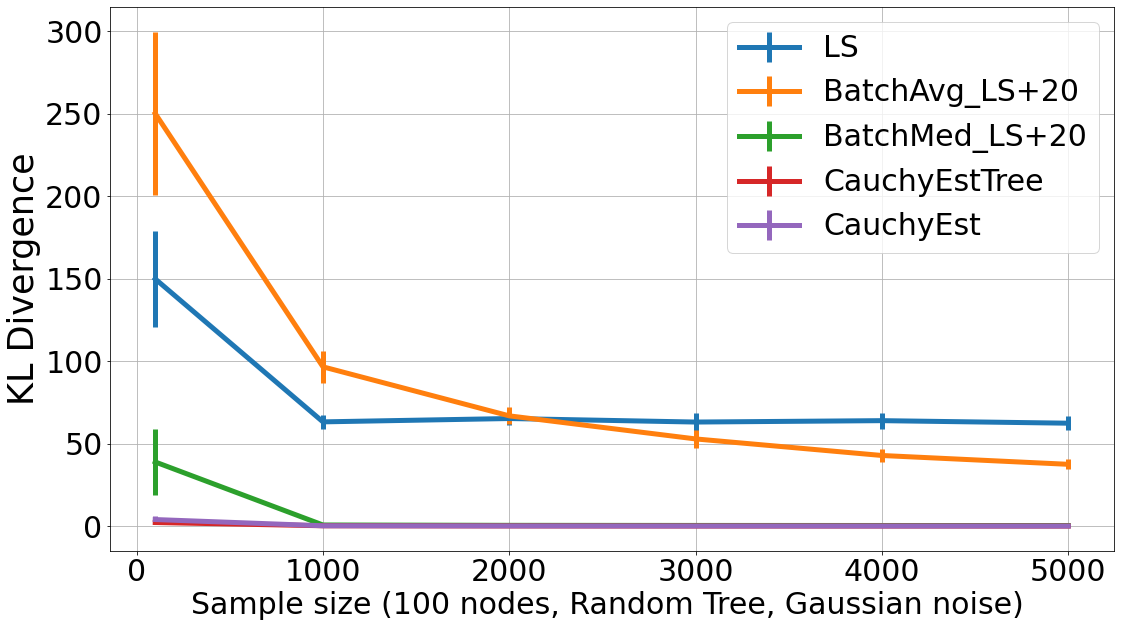 KL Divergence
300
250
200
150
100
50
0
0 1000 2000 3000 4000 5000
Sample size (100 nodes, Random Tree, Gaussian noise)
LS
BatchAvg_LS+20
BatchMed_LS+20
CauchyEstTree
CauchyEst